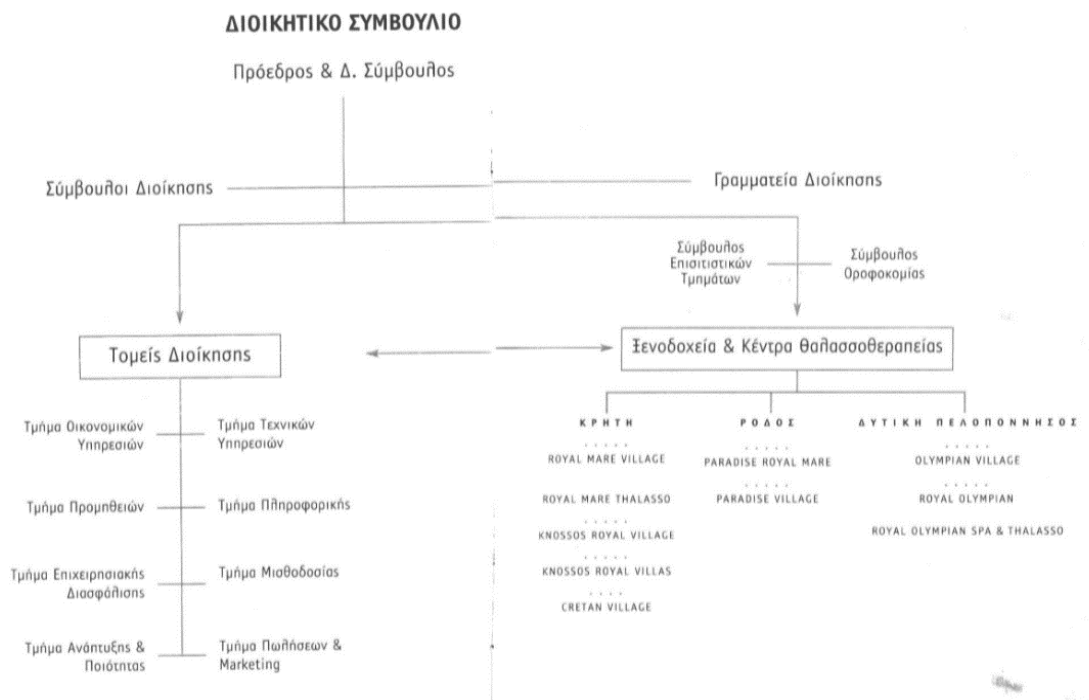 ΔΙΟΙΚΗΤΙΚΟ ΣΥΜΒΟΥΛΙΟ
Πρόεδρος & Δ. Σύμβουλος
Σύμβουλοι Διοίκησης
Γραμματεία Διοίκησης
Σύμβουλος
Επισιτιστικών
Τμημάτων
Σύμβουλος
Οροφοκομίας
Τομείς Διοίκησης
Ξενοδοχεία & Κέντρα θαλασσοθεραπείας
Τμήμα Οικονομικών
Υπηρεσιών
Τμήμα Τεχνικών
Υπηρεσιών
Τμήμα Προμηθειών
Τμήμα Πληροφορικής
Τμήμα Επιχειρησιακής
Διασφάλισης
Τμήμα Μισθοδοσίας
Τμήμα Ανάπτυξης &
Ποιότητας
Τμήμα Πωλήσεων &
Marketing
ΚΡΗΤΗ
ROYAL MARE VILLAGE
ROYAL MARE THALASSO
KNOSSOS ROYAL VILLAGE
KNOSSOS ROYAL VILLAS
CRETAN VILLAGE
ΡΟΔΟΣ
PARADISE ROYAL MARE
PARADISE VILLAGE
ΔΥΤΙΚΗ ΠΕΛΟΠΟΝΝΗΣΟΣ
OLYMPIAN VILLAGE
ROYAL OLYMPIAN
ROYAL OLYMPIAN SPA & THALASSO